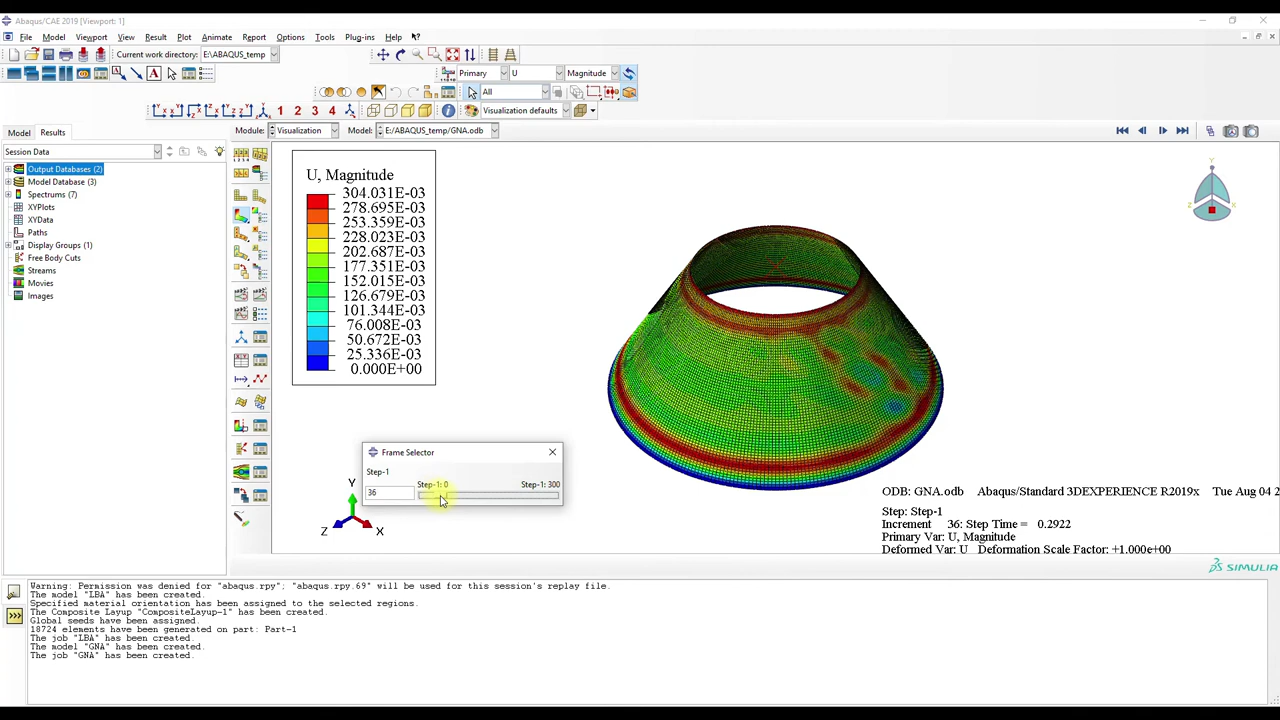 Abaqus/CAE 2019 [Viewport: 1]
File Model Viewport View Result Plot Animate Report Options Tools Plug-ins Help
Current work directory: E:\ABAQUS_temp
Primary U Magnitude
All
1 2 3 4 Visualization defaults
Model Results Module: Visualization Model: E:/ABAQUS_temp/GNA.odb
Session Data
Output Databases (2)
Model Database (3)
Spectrums (7)
XYPlots
XYData
Paths
Display Groups (1)
Free Body Cuts
Streams
Movies
Images
U, Magnitude
304.031E-03
278.695E-03
253.359E-03
228.023E-03
202.687E-03
177.351E-03
152.015E-03
126.679E-03
101.344E-03
76.008E-03
50.672E-03
25.336E-03
0.000E+00
Y
Z X
Frame Selector
Step-1
Step-1: 0 Step-1: 300
36
Y
Z X
ODB: GNA.odb Abaqus/Standard 3DEXPERIENCE R2019x Tue Aug 04 2
Step: Step-1
Increment 36: Step Time = 0.2922
Primary Var: U, Magnitude
Deformed Var: U Deformation Scale Factor: +1.000e+00
SIMULIA
Warning: Permission was denied for "abaqus.rpy"; "abaqus.rpy.69" will be used for this session's replay file.
The model "LBA" has been created.
Specified material orientation has been assigned to the selected regions.
The Composite Layup "CompositeLayup-1" has been created.
Global seeds have been assigned.
18724 elements have been generated on part: Part-1
The job "LBA" has been created.
The model "GNA" has been created.
The job "GNA" has been created.
>>>